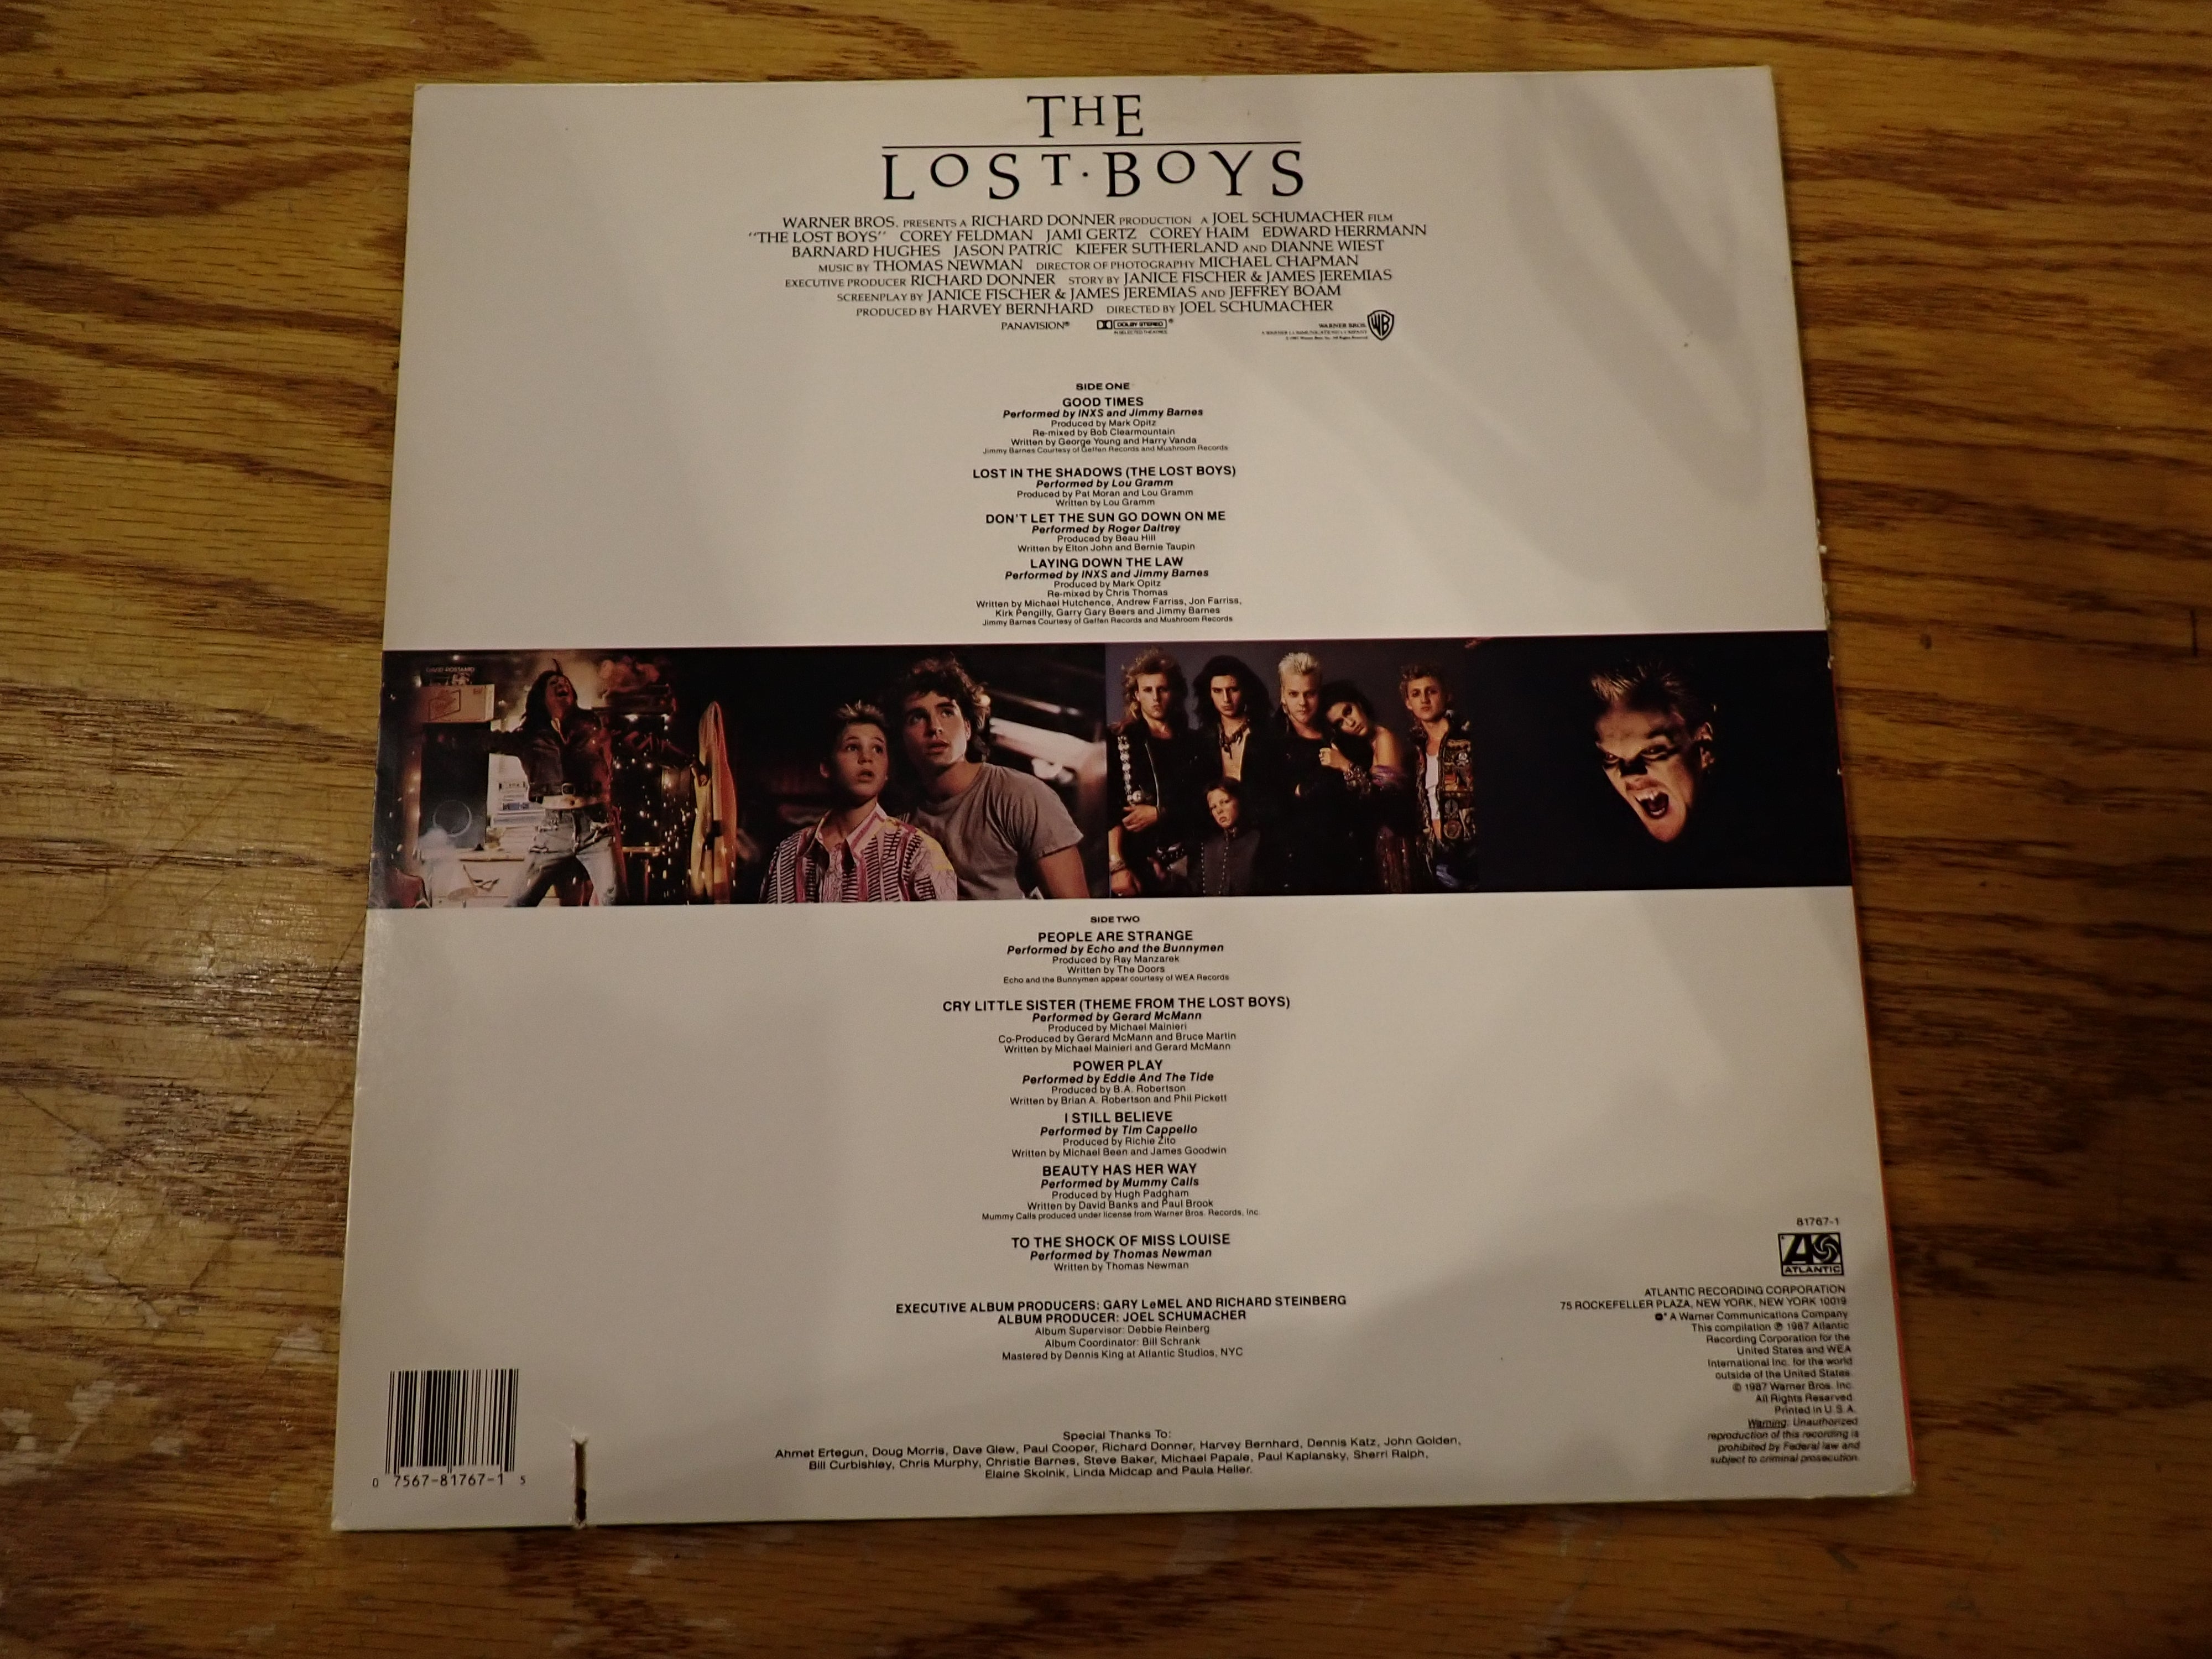 THE
LOST·BOYS
WARNER BROS. PRESENTS A RICHARD DONNER PRODUCTION A JOEL SCHUMACHER FILM
"THE LOST BOYS" COREY FELDMAN JAMI GERTZ COREY HAIM EDWARD HERRMANN
BARNARD HUGHES JASON PATRIC KIEFER SUTHERLAND AND DIANNE WIEST
MUSIC BY THOMAS NEWMAN DIRECTOR OF PHOTOGRAPHY MICHAEL CHAPMAN
EXECUTIVE PRODUCER RICHARD DONNER STORY BY JANICE FISCHER & JAMES JEREMIAS
SCREENPLAY BY JANICE FISCHER & JAMES JEREMIAS AND JEFFREY BOAM
PRODUCED BY HARVEY BERNHARD DIRECTED BY JOEL SCHUMACHER
PANAVISION® DOLBY STEREO ® WARNER BROS. WB
IN SELECTED THEATRES
SIDE ONE
GOOD TIMES
Performed by INXS and Jimmy Barnes
Produced by Mark Opitz
Re-mixed by Bob Clearmountain
Written by George Young and Harry Vanda
Jimmy Barnes Courtesy of Geffen Records and Mushroom Records
LOST IN THE SHADOWS (THE LOST BOYS)
Performed by Lou Gramm
Produced by Pat Moran and Lou Gramm
Written by Lou Gramm
DON'T LET THE SUN GO DOWN ON ME
Performed by Roger Daltrey
Produced by Beau Hill
Written by Elton John and Bernie Taupin
LAYING DOWN THE LAW
Performed by INXS and Jimmy Barnes
Produced by Mark Opitz
Re-mixed by Chris Thomas
Written by Michael Hutchence, Andrew Farriss, Jon Farriss,
Kirk Pengilly, Garry Gary Beers and Jimmy Barnes
Jimmy Barnes Courtesy of Geffen Records and Mushroom Records
SIDE TWO
PEOPLE ARE STRANGE
Performed by Echo and the Bunnymen
Produced by Ray Manzarek
Written by The Doors
Echo and the Bunnymen appear courtesy of WEA Records
CRY LITTLE SISTER (THEME FROM THE LOST BOYS)
Performed by Gerard McMann
Produced by Michael Mainieri
Co-Produced by Gerard McMann and Bruce Martin
Written by Michael Mainieri and Gerard McMann
POWER PLAY
Performed by Eddie And The Tide
Produced by B.A. Robertson
Written by Brian A. Robertson and Phil Pickett
I STILL BELIEVE
Performed by Tim Cappello
Produced by Richie Zito
Written by Michael Been and James Goodwin
BEAUTY HAS HER WAY
Performed by Mummy Calls
Produced by Hugh Padgham
Written by David Banks and Paul Brook
Mummy Calls produced under license from Warner Bros. Records, Inc.
TO THE SHOCK OF MISS LOUISE
Performed by Thomas Newman
Written by Thomas Newman
EXECUTIVE ALBUM PRODUCERS: GARY LeMEL AND RICHARD STEINBERG
ALBUM PRODUCER: JOEL SCHUMACHER
Album Supervisor: Debbie Reinberg
Album Coordinator: Bill Schrank
Mastered by Dennis King at Atlantic Studios, NYC
Special Thanks To:
Ahmet Ertegun, Doug Morris, Dave Glew, Paul Cooper, Richard Donner, Harvey Bernhard, Dennis Katz, John Golden,
Bill Curbishley, Chris Murphy, Christie Barnes, Steve Baker, Michael Papale, Paul Kaplansky, Sherri Ralph,
Elaine Skolnik, Linda Midcap and Paula Heller.
0 7567-81767-1 5
81767-1
ATLANTIC
ATLANTIC RECORDING CORPORATION
75 ROCKEFELLER PLAZA, NEW YORK, NEW YORK 10019
A Warner Communications Company
This compilation ℗ 1987 Atlantic
Recording Corporation for the
United States and WEA
International Inc. for the world
outside of the United States.
© 1987 Warner Bros. Inc.
All Rights Reserved.
Printed in U.S.A.
Warning: Unauthorized
reproduction of this recording is
prohibited by Federal law and
subject to criminal prosecution.